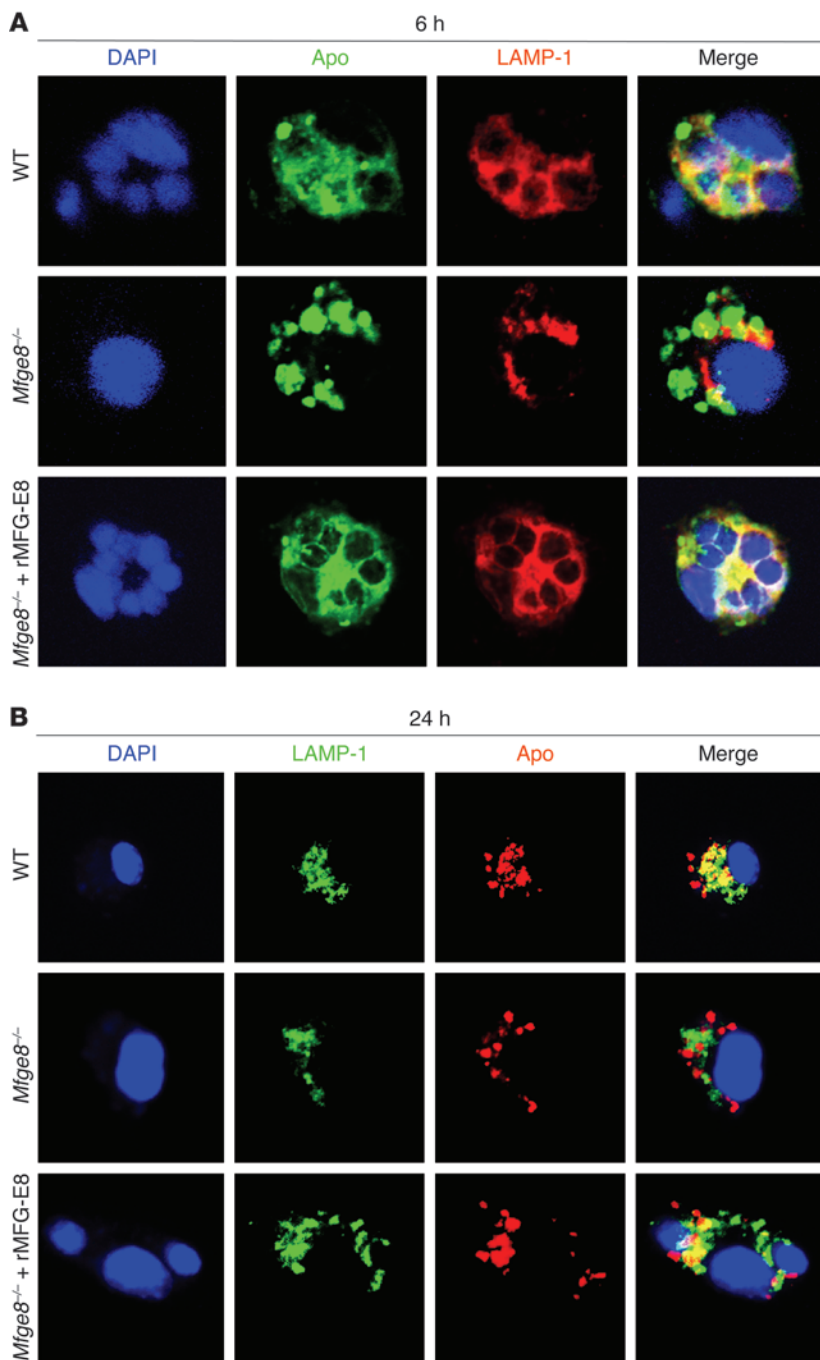 A
6 h
DAPI Apo LAMP-1 Merge
WT
Mfge8–/–
Mfge8–/– + rMFG-E8
B
24 h
DAPI LAMP-1 Apo Merge
WT
Mfge8–/–
Mfge8–/– + rMFG-E8